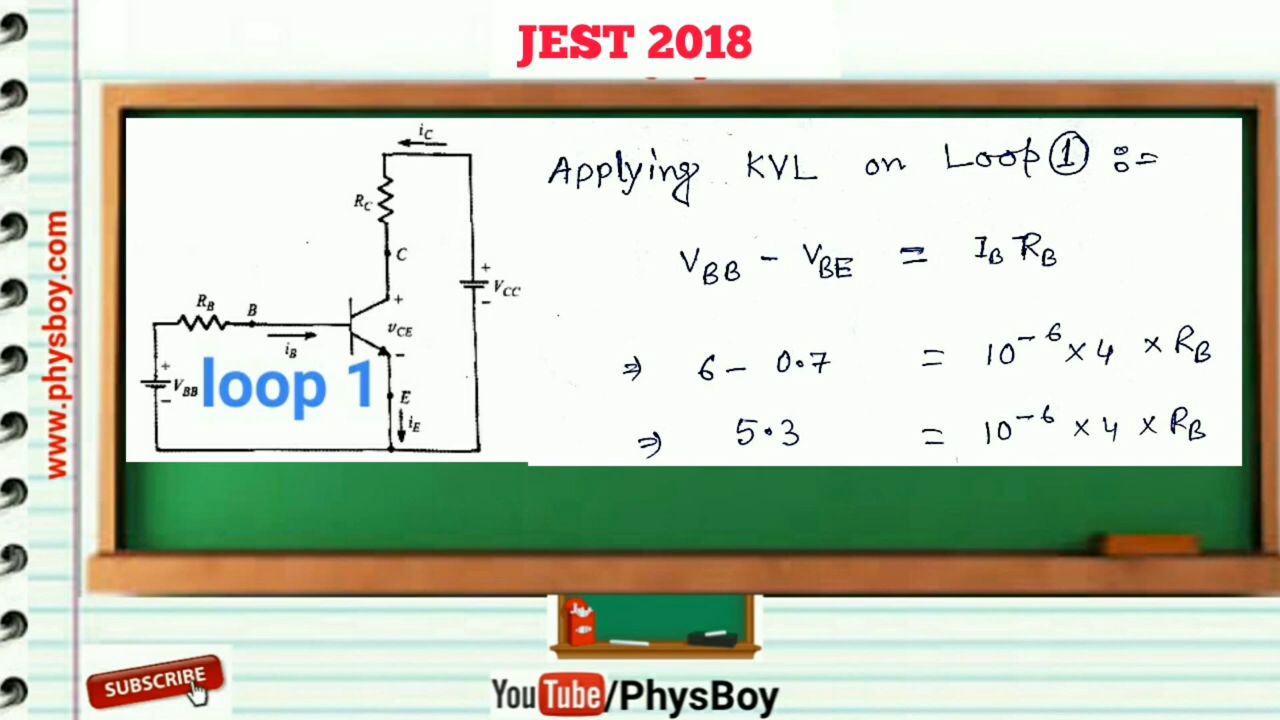 JEST 2018
www.physboy.com
Applying KVL on Loop ① :=
V_BB - V_BE = I_B R_B
⇒ 6 - 0.7 = 10⁻⁶ × 4 × R_B
⇒ 5.3 = 10⁻⁶ × 4 × R_B
i_C
R_C
C
+
+
V_CC
-
R_B
B
i_B
v_CE
-
+
V_BB
-
loop 1
E
i_E
SUBSCRIBE
YouTube/PhysBoy